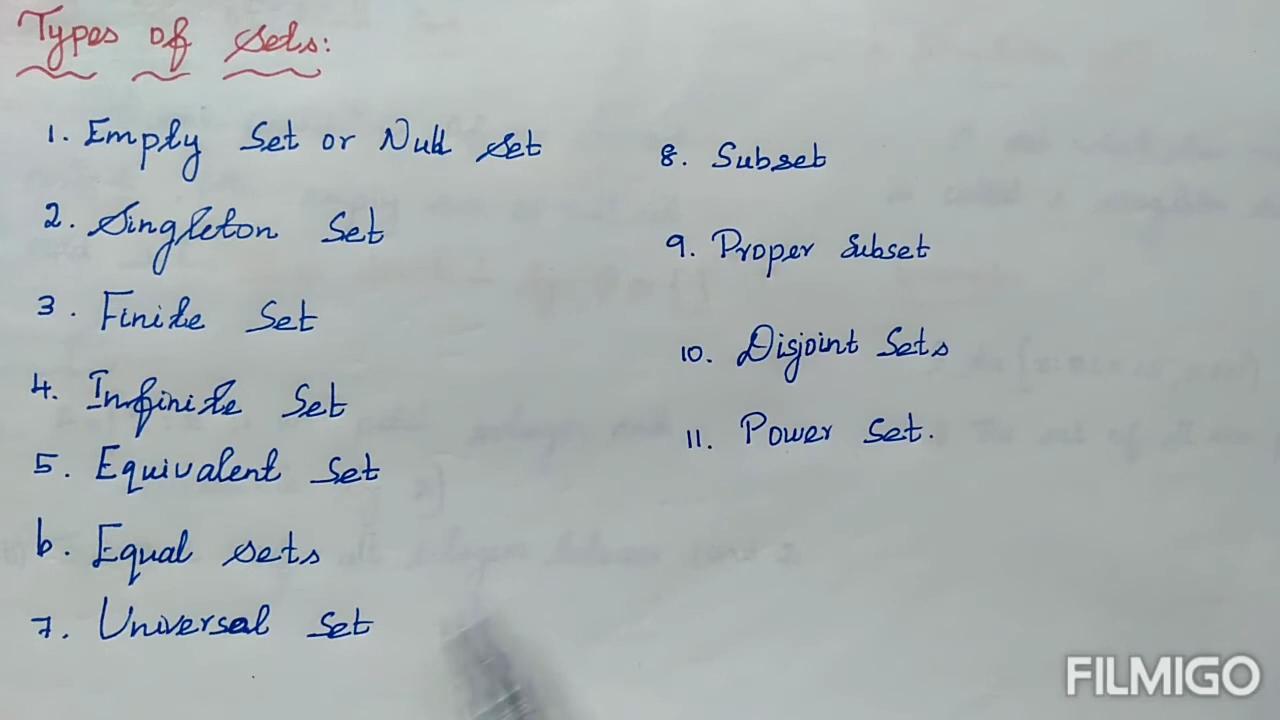 Types of Sets:
1. Empty Set or Null Set
2. Singleton Set
3. Finite Set
4. Infinite Set
5. Equivalent Set
6. Equal Sets
7. Universal Set
8. Subset
9. Proper Subset
10. Disjoint Sets
11. Power Set.
FILMIGO